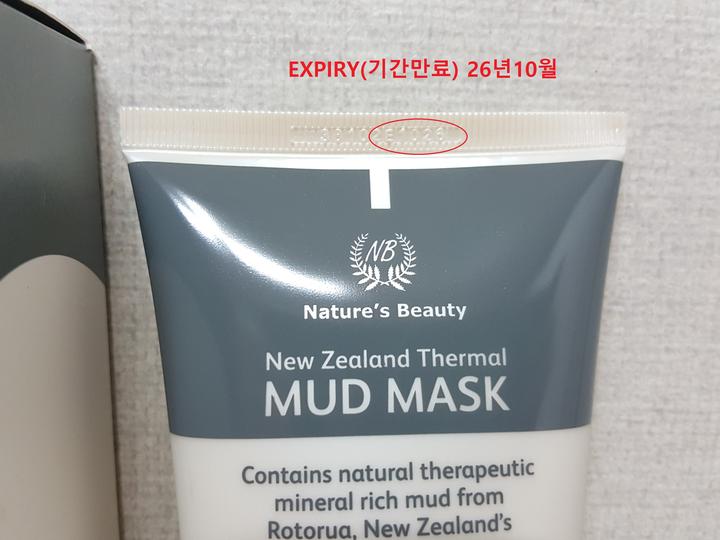 EXPIRY(기간만료) 26년10월
NB
Nature's Beauty
New Zealand Thermal
MUD MASK
Contains natural therapeutic
mineral rich mud from
Rotorua, New Zealand's